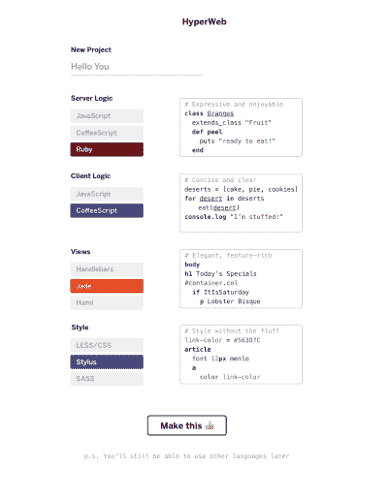 HyperWeb
New Project
Hello You
Server Logic
JavaScript
CoffeeScript
Ruby
# Expressive and enjoyable
class Oranges
extends_class "Fruit"
def peel
puts "ready to eat!"
end
Client Logic
JavaScript
CoffeeScript
# Concise and clear
deserts = [cake, pie, cookies]
for desert in deserts
eat(desert)
console.log "I'm stuffed!"
Views
Handlebars
Jade
Haml
# Elegant, feature-rich
body
h1 Today's Specials
#container.col
if ItIsSaturday
p Lobster Bisque
Style
LESS/CSS
Stylus
SASS
# Style without the fluff
link-color = #56307C
article
font 12px menlo
a
color link-color
Make this
p.s. You'll still be able to use other languages later